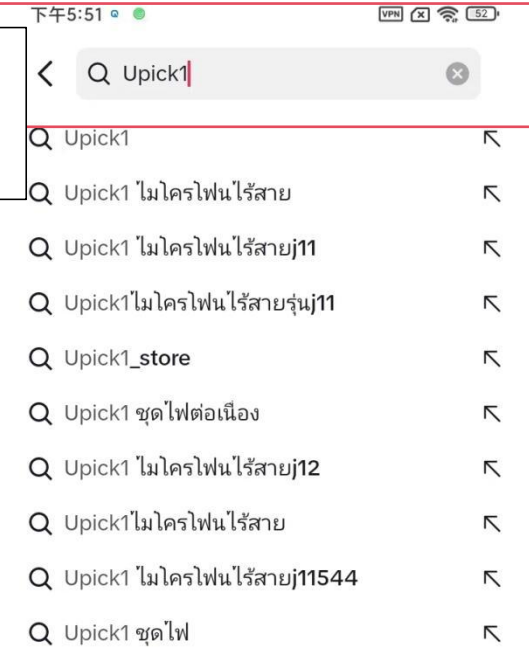 下午5:51
VPN
52
Upick1
Upick1
Upick1 ไมโครโฟนไร้สาย
Upick1 ไมโครโฟนไร้สายj11
Upick1ไมโครโฟนไร้สายรุ่นj11
Upick1_store
Upick1 ชุดไฟต่อเนื่อง
Upick1 ไมโครโฟนไร้สายj12
Upick1ไมโครโฟนไร้สาย
Upick1 ไมโครโฟนไร้สายj11544
Upick1 ชุดไฟ